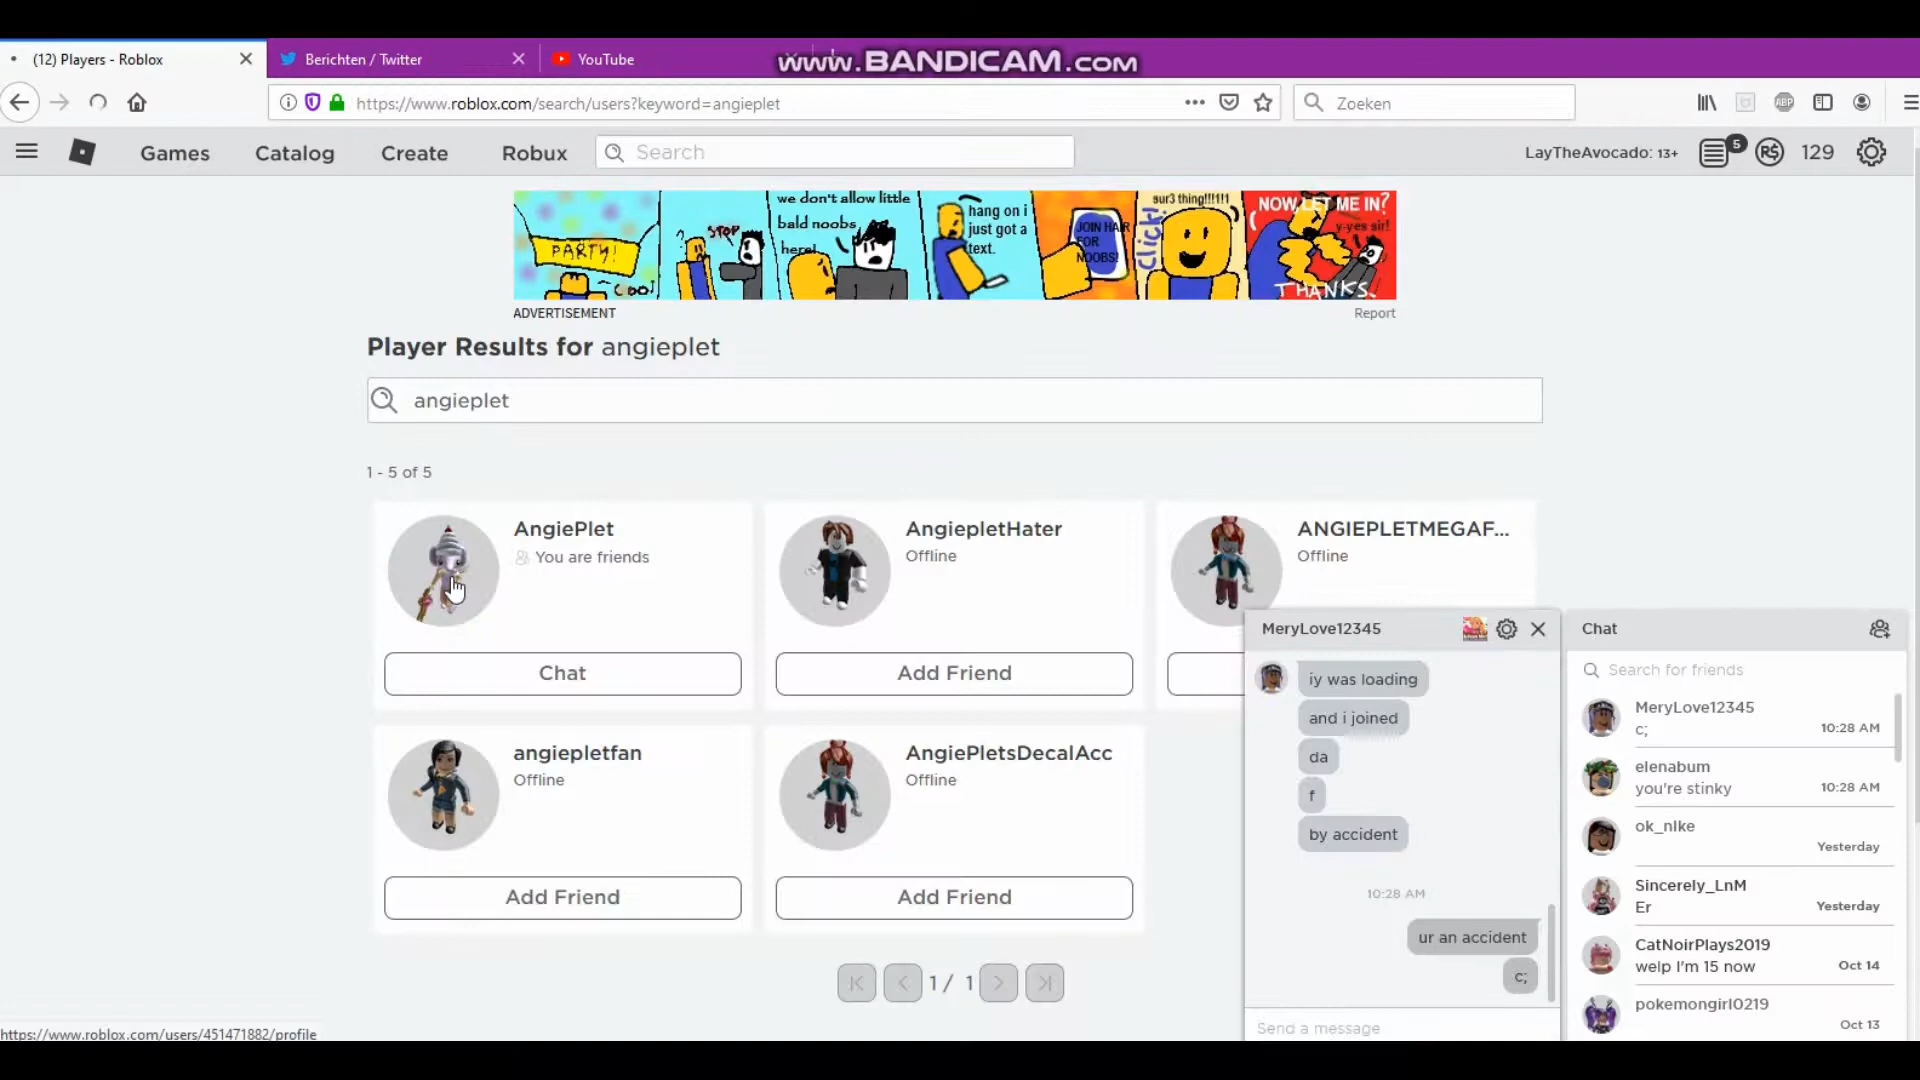 (12) Players - Roblox
Berichten / Twitter
YouTube
www.BANDICAM.com
https://www.roblox.com/search/users?keyword=angieplet
Zoeken
ABP
Games
Catalog
Create
Robux
Search
LayTheAvocado: 13+
5
R$
129
PARTY!
COOL
?
STOP
we don't allow little
bald noobs
here!
hang on i
just got a
text.
JOIN HAIR
FOR
NOOBS!
click!
sur3 thing!!!1!1
NOW LET ME IN?
y-yes sir!
THANKS.
ADVERTISEMENT
Report
Player Results for angieplet
angieplet
1 - 5 of 5
AngiePlet
You are friends
Chat
AngiepletHater
Offline
Add Friend
ANGIEPLETMEGAF...
Offline
angiepletfan
Offline
Add Friend
AngiePletsDecalAcc
Offline
Add Friend
1 / 1
MeryLove12345
iy was loading
and i joined
da
f
by accident
10:28 AM
ur an accident
c;
Send a message
Chat
Search for friends
MeryLove12345
c;
10:28 AM
elenabum
you're stinky
10:28 AM
ok_nIke
Yesterday
Sincerely_LnM
Er
Yesterday
CatNoirPlays2019
welp I'm 15 now
Oct 14
pokemongirl0219
Oct 13
https://www.roblox.com/users/451471882/profile